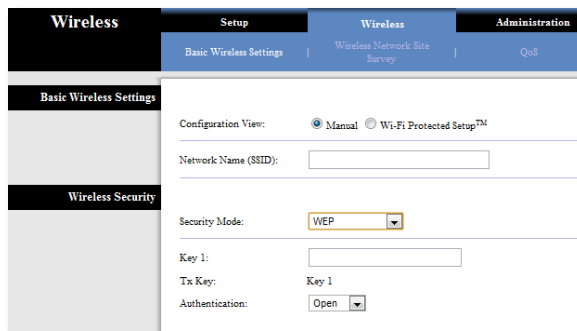 Wireless
Setup
Wireless
Administration
Basic Wireless Settings
|
Wireless Network Site
Survey
|
QoS
Basic Wireless Settings
Configuration View:
Manual
Wi-Fi Protected Setup™
Network Name (SSID):
Wireless Security
Security Mode:
WEP
Key 1:
Tx Key:
Key 1
Authentication:
Open